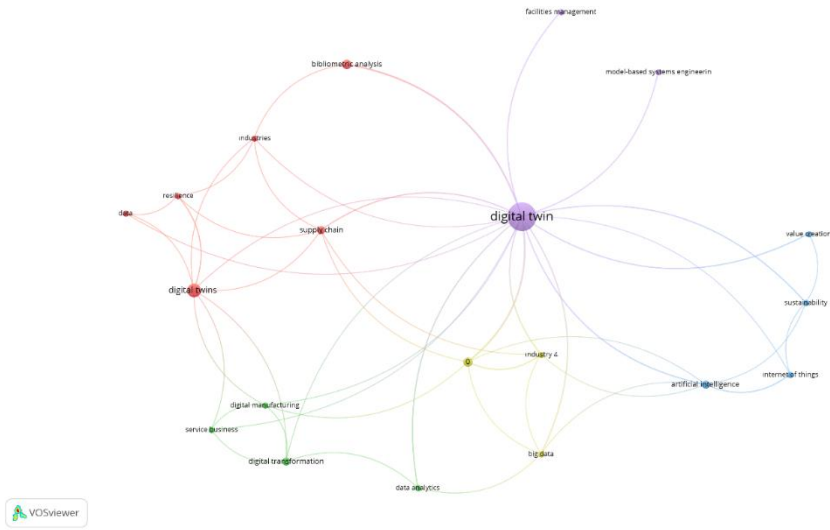 facilities management
bibliometric analysis
model-based systems engineerin
industries
resilience
data
digital twin
supply chain
value creation
digital twins
sustainability
industry 4
0
internet of things
artificial intelligence
digital manufacturing
service business
big data
digital transformation
data analytics
VOSviewer